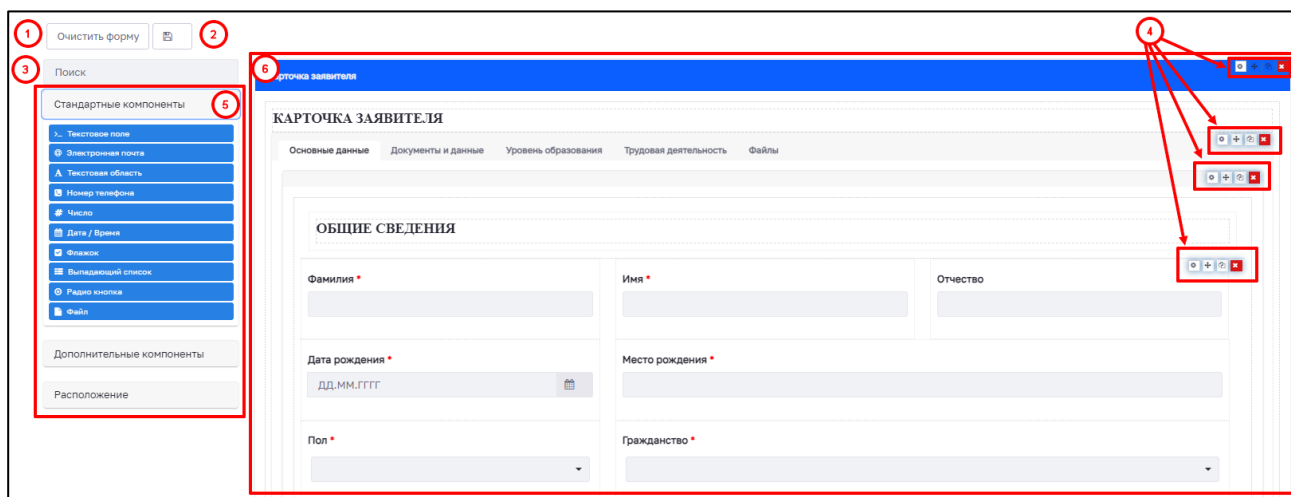 1 Очистить форму 2
3 Поиск
4
6 рточка заявителя
Стандартные компоненты 5
>_ Текстовое поле
@ Электронная почта
A Текстовая область
Номер телефона
# Число
Дата / Время
Флажок
Выпадающий список
Радио кнопка
Файл
Дополнительные компоненты
Расположение
КАРТОЧКА ЗАЯВИТЕЛЯ
Основные данные Документы и данные Уровень образования Трудовая деятельность Файлы
ОБЩИЕ СВЕДЕНИЯ
Фамилия * Имя * Отчество
Дата рождения * Место рождения *
ДД.ММ.ГГГГ
Пол * Гражданство *